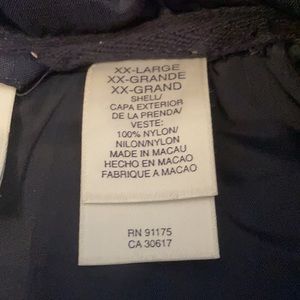 XX-LARGE
XX-GRANDE
XX-GRAND
SHELL/
CAPA EXTERIOR
DE LA PRENDA/
VESTE:
100% NYLON/
NILON/NYLON
MADE IN MACAU
HECHO EN MACAO
FABRIQUE A MACAO
RN 91175
CA 30617